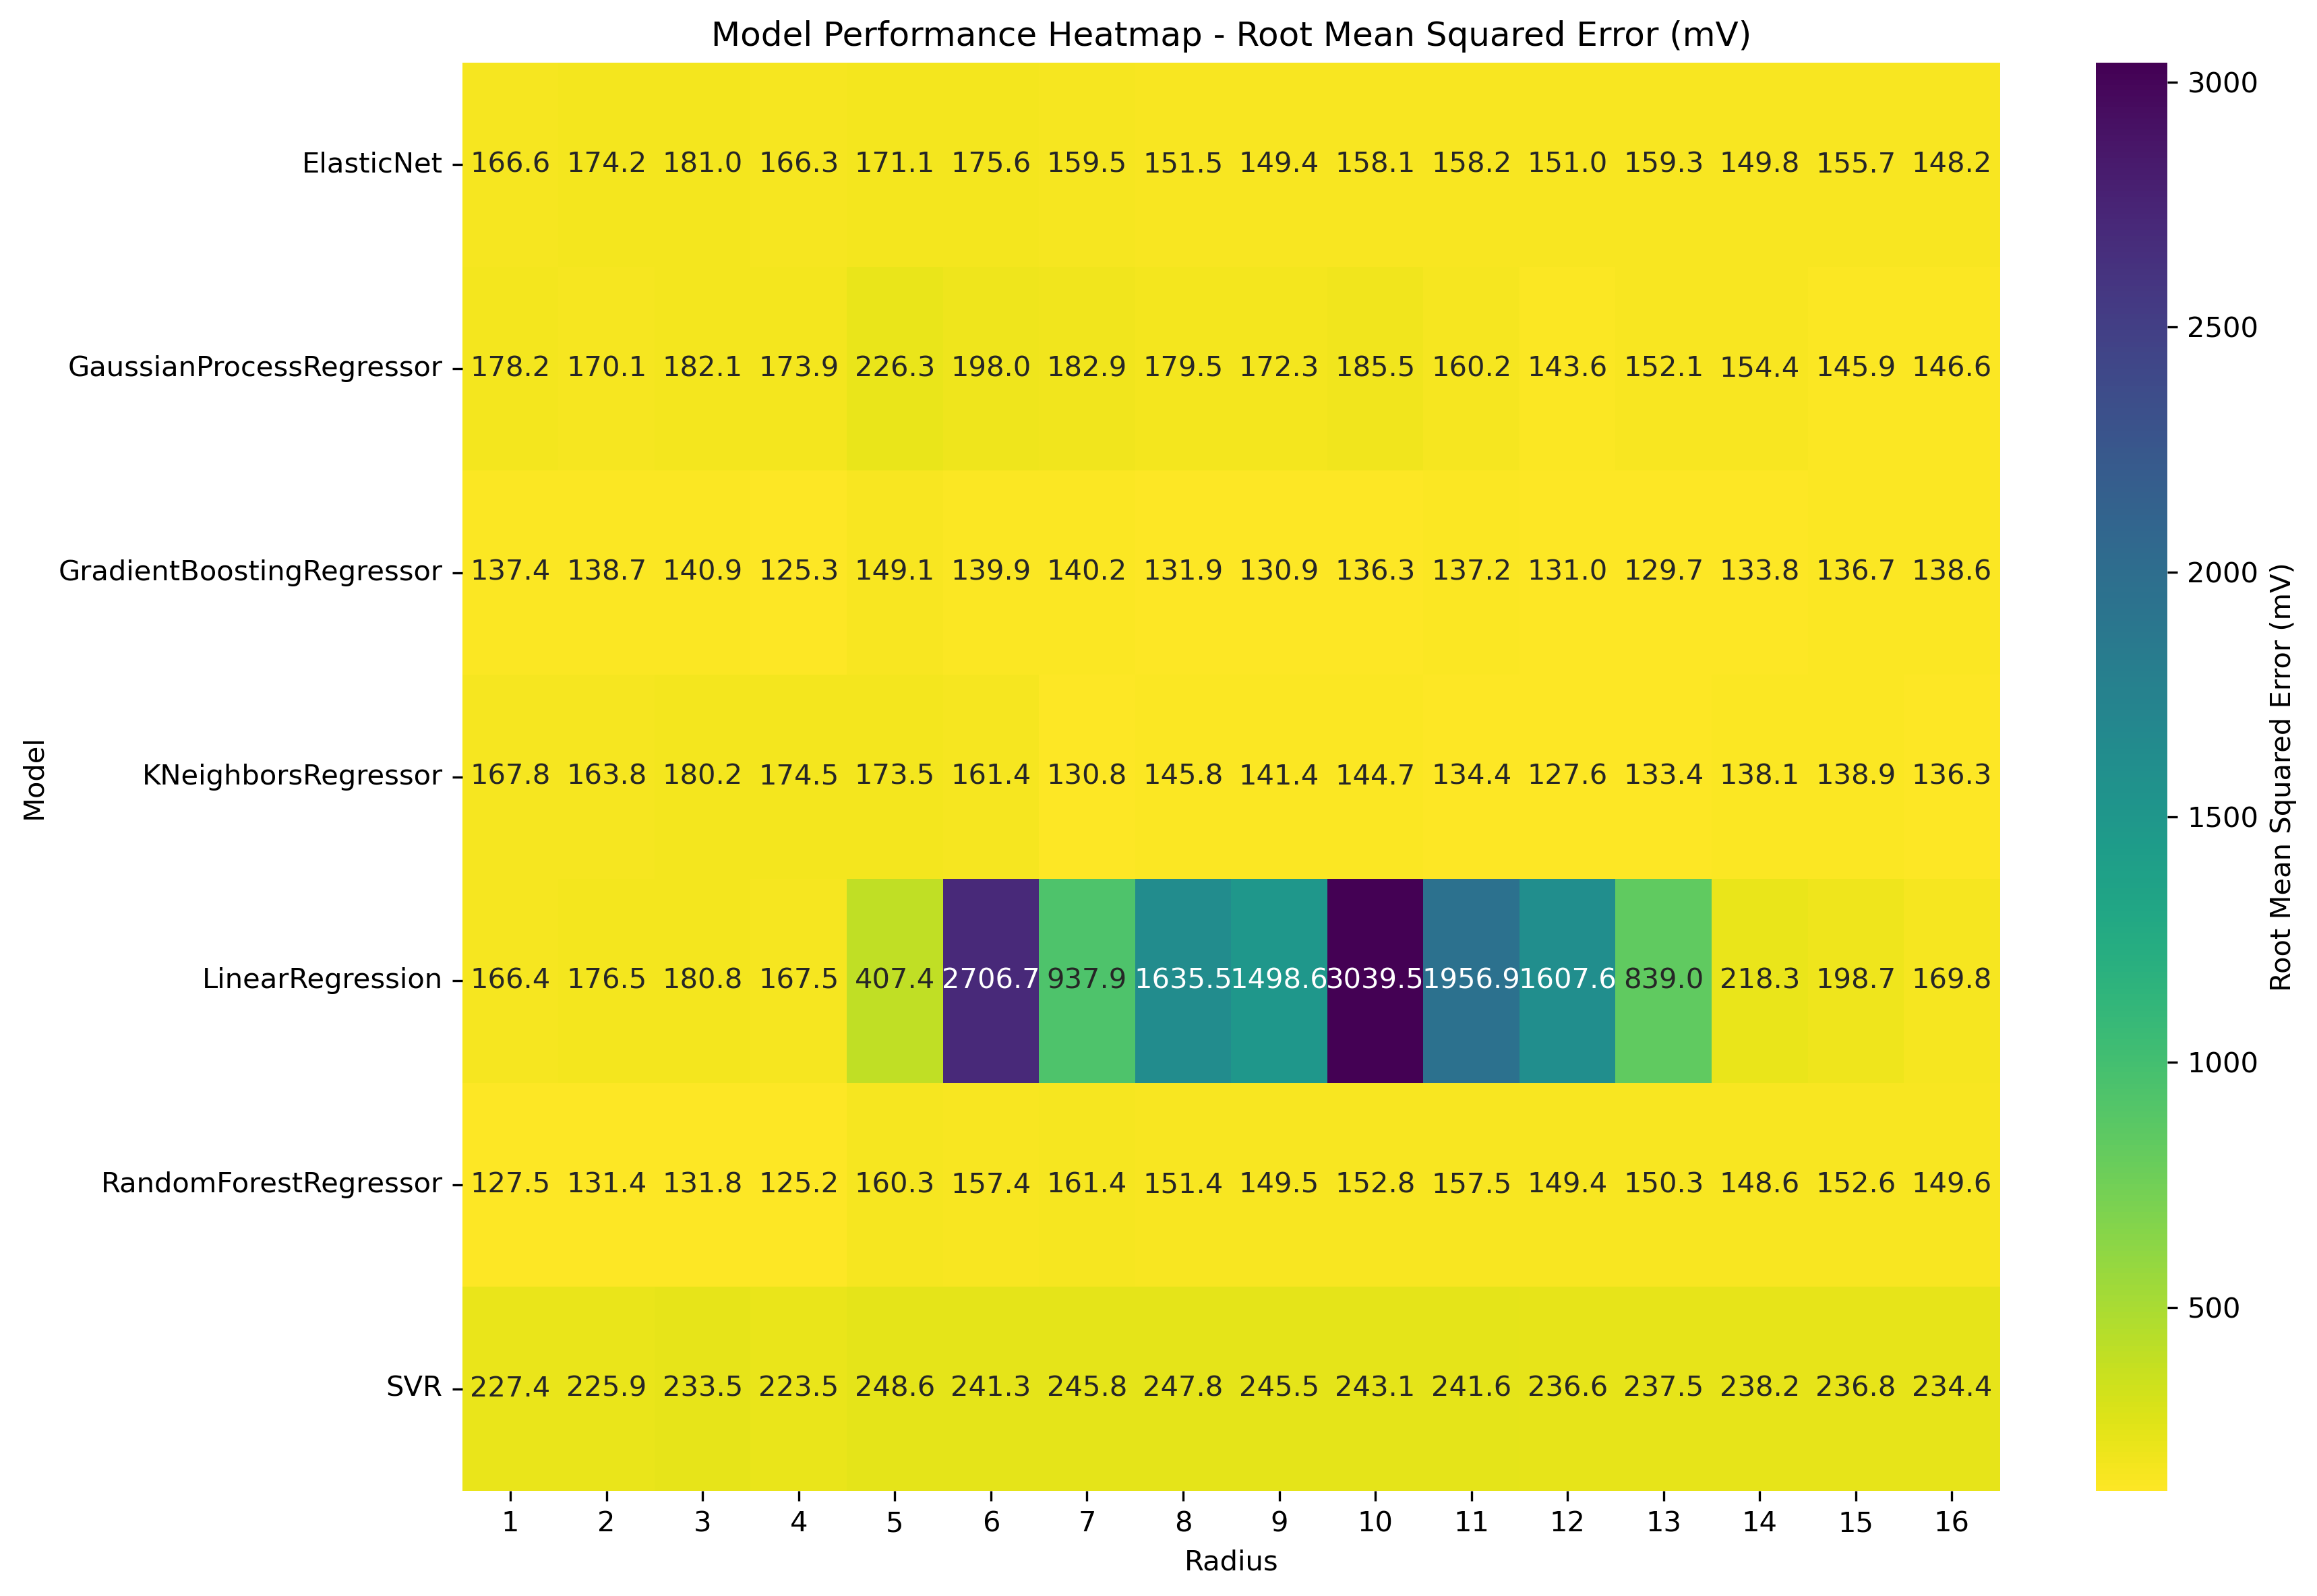 Model Performance Heatmap - Root Mean Squared Error (mV)
ElasticNet 166.6 174.2 181.0 166.3 171.1 175.6 159.5 151.5 149.4 158.1 158.2 151.0 159.3 149.8 155.7 148.2
GaussianProcessRegressor 178.2 170.1 182.1 173.9 226.3 198.0 182.9 179.5 172.3 185.5 160.2 143.6 152.1 154.4 145.9 146.6
GradientBoostingRegressor 137.4 138.7 140.9 125.3 149.1 139.9 140.2 131.9 130.9 136.3 137.2 131.0 129.7 133.8 136.7 138.6
KNeighborsRegressor 167.8 163.8 180.2 174.5 173.5 161.4 130.8 145.8 141.4 144.7 134.4 127.6 133.4 138.1 138.9 136.3
LinearRegression 166.4 176.5 180.8 167.5 407.4 2706.7 937.9 1635.5 1498.6 3039.5 1956.9 1607.6 839.0 218.3 198.7 169.8
RandomForestRegressor 127.5 131.4 131.8 125.2 160.3 157.4 161.4 151.4 149.5 152.8 157.5 149.4 150.3 148.6 152.6 149.6
SVR 227.4 225.9 233.5 223.5 248.6 241.3 245.8 247.8 245.5 243.1 241.6 236.6 237.5 238.2 236.8 234.4
1 2 3 4 5 6 7 8 9 10 11 12 13 14 15 16
Radius
Model
3000
2500
2000
1500
1000
500
Root Mean Squared Error (mV)